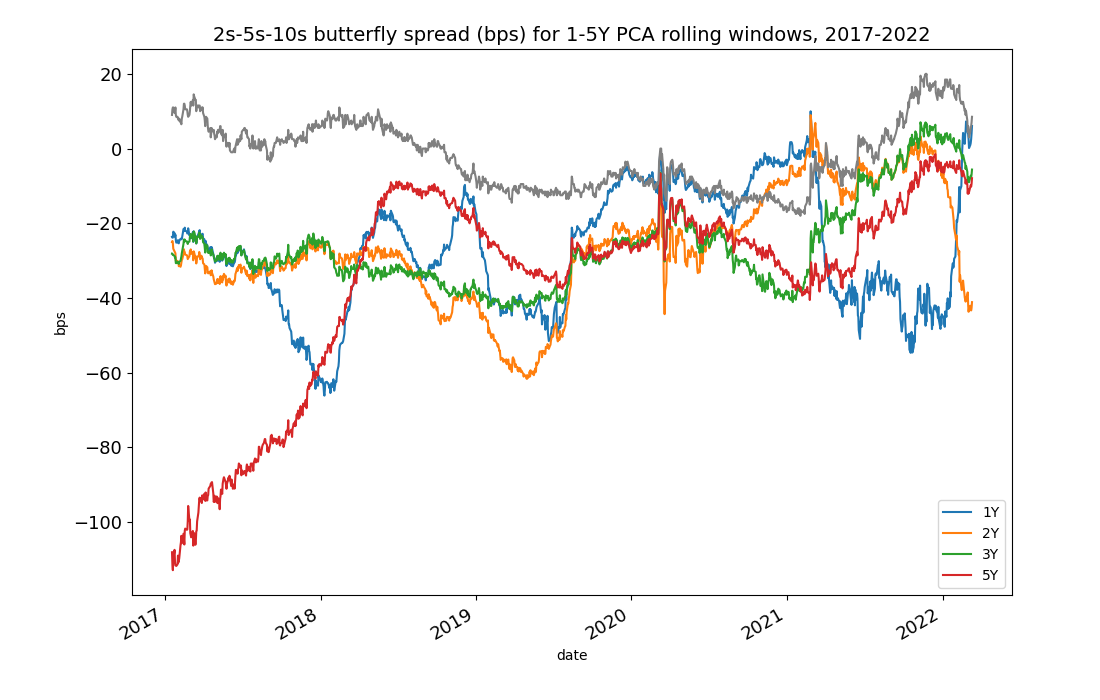 2s-5s-10s butterfly spread (bps) for 1-5Y PCA rolling windows, 2017-2022
20
0
−20
−40
−60
−80
−100
bps
2017
2018
2019
2020
2021
2022
date
1Y
2Y
3Y
5Y